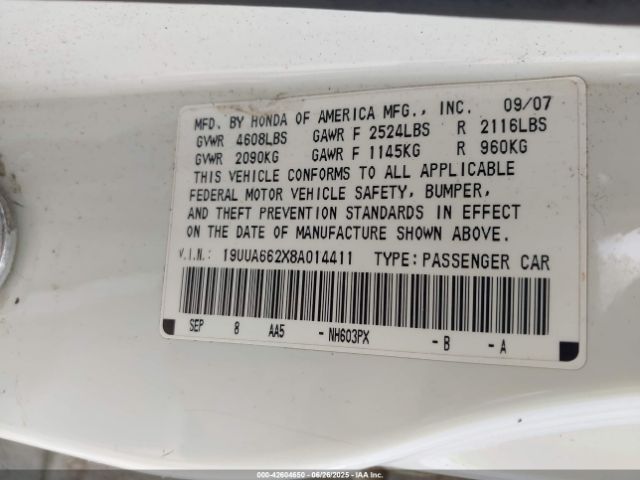 MFD. BY HONDA OF AMERICA MFG., INC. 09/07
GVWR 4608LBS GAWR F 2524LBS R 2116LBS
GVWR 2090KG GAWR F 1145KG R 960KG
THIS VEHICLE CONFORMS TO ALL APPLICABLE
FEDERAL MOTOR VEHICLE SAFETY, BUMPER,
AND THEFT PREVENTION STANDARDS IN EFFECT
ON THE DATE OF MANUFACTURE SHOWN ABOVE.
V.I.N.: 19UUA662X8A014411 TYPE: PASSENGER CAR
SEP 8 AA5 -NH603PX -B -A
000-42604650 / 06/26/2025 / IAAI.COM